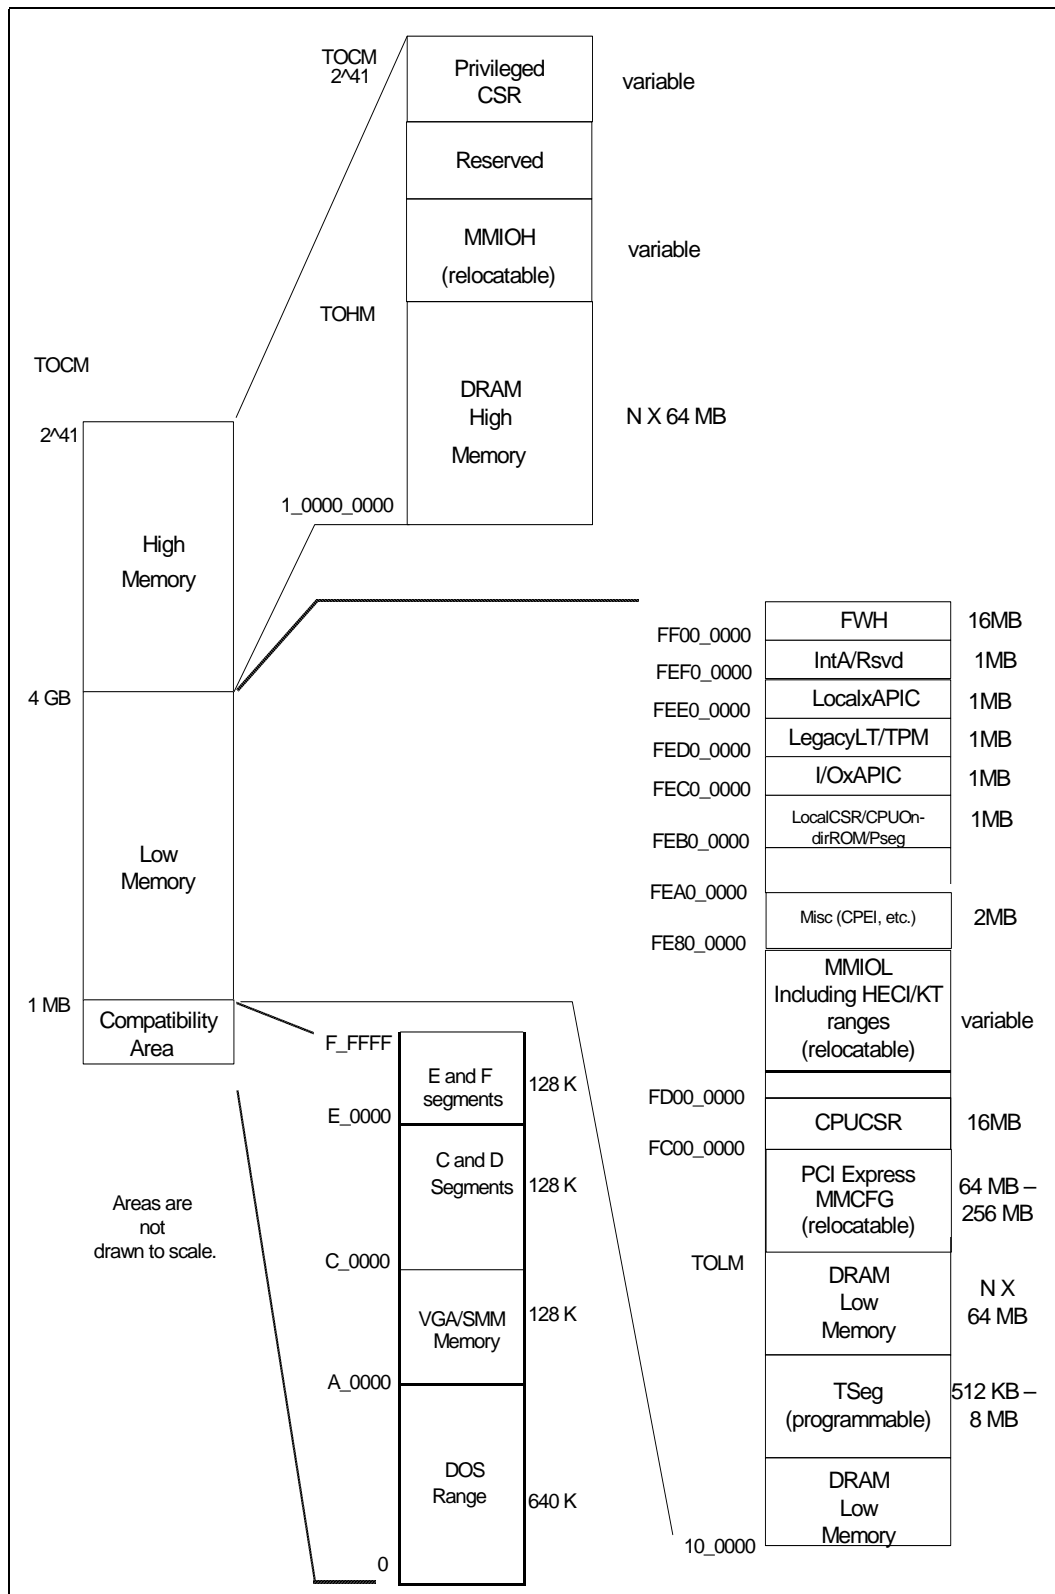 TOCM
2^41
Privileged
CSR
variable
Reserved
MMIOH
(relocatable)
variable
TOHM
DRAM
High
Memory
N X 64 MB
1_0000_0000
TOCM
2^41
High
Memory
4 GB
Low
Memory
1 MB
Compatibility
Area
FWH
16MB
FF00_0000
IntA/Rsvd
1MB
FEF0_0000
LocalxAPIC
1MB
FEE0_0000
LegacyLT/TPM
1MB
FED0_0000
I/OxAPIC
1MB
FEC0_0000
LocalCSR/CPUOn-
dirROM/Pseg
1MB
FEB0_0000
FEA0_0000
Misc (CPEI, etc.)
2MB
FE80_0000
MMIOL
Including HECI/KT
ranges
(relocatable)
variable
FD00_0000
CPUCSR
16MB
FC00_0000
PCI Express
MMCFG
(relocatable)
64 MB –
256 MB
TOLM
DRAM
Low
Memory
N X
64 MB
TSeg
(programmable)
512 KB –
8 MB
DRAM
Low
Memory
10_0000
F_FFFF
E and F
segments
128 K
E_0000
C and D
Segments
128 K
C_0000
VGA/SMM
Memory
128 K
A_0000
DOS
Range
640 K
0
Areas are
not
drawn to scale.